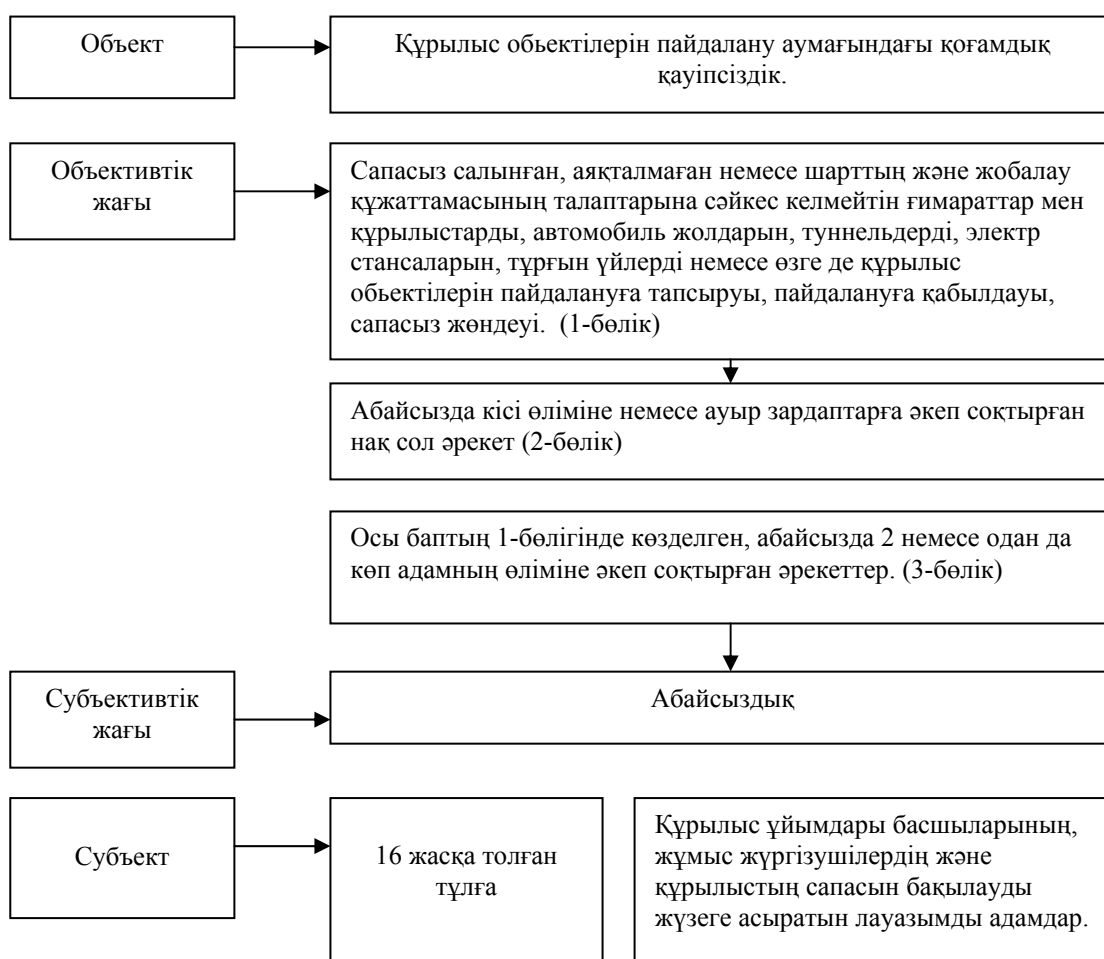 Объект
Құрылыс обьектілерін пайдалану аумағындағы қоғамдық
қауіпсіздік.
Объективтік
жағы
Сапасыз салынған, аяқталмаған немесе шарттың және жобалау
құжаттамасының талаптарына сәйкес келмейтін ғимараттар мен
құрылыстарды, автомобиль жолдарын, туннельдерді, электр
стансаларын, тұрғын үйлерді немесе өзге де құрылыс
обьектілерін пайдалануға тапсыруы, пайдалануға қабылдауы,
сапасыз жөндеуі. (1-бөлік)
Абайсызда кісі өліміне немесе ауыр зардаптарға әкеп соқтырған
нақ сол әрекет (2-бөлік)
Осы баптың 1-бөлігінде көзделген, абайсызда 2 немесе одан да
көп адамның өліміне әкеп соқтырған әрекеттер. (3-бөлік)
Субъективтік
жағы
Абайсыздық
Субъект
16 жасқа толған
тұлға
Құрылыс ұйымдары басшыларының,
жұмыс жүргізушілердің және
құрылыстың сапасын бақылауды
жүзеге асыратын лауазымды адамдар.